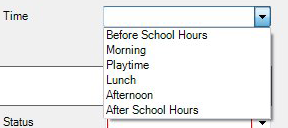 Time
Before School Hours
Morning
Playtime
Lunch
Afternoon
After School Hours
Status